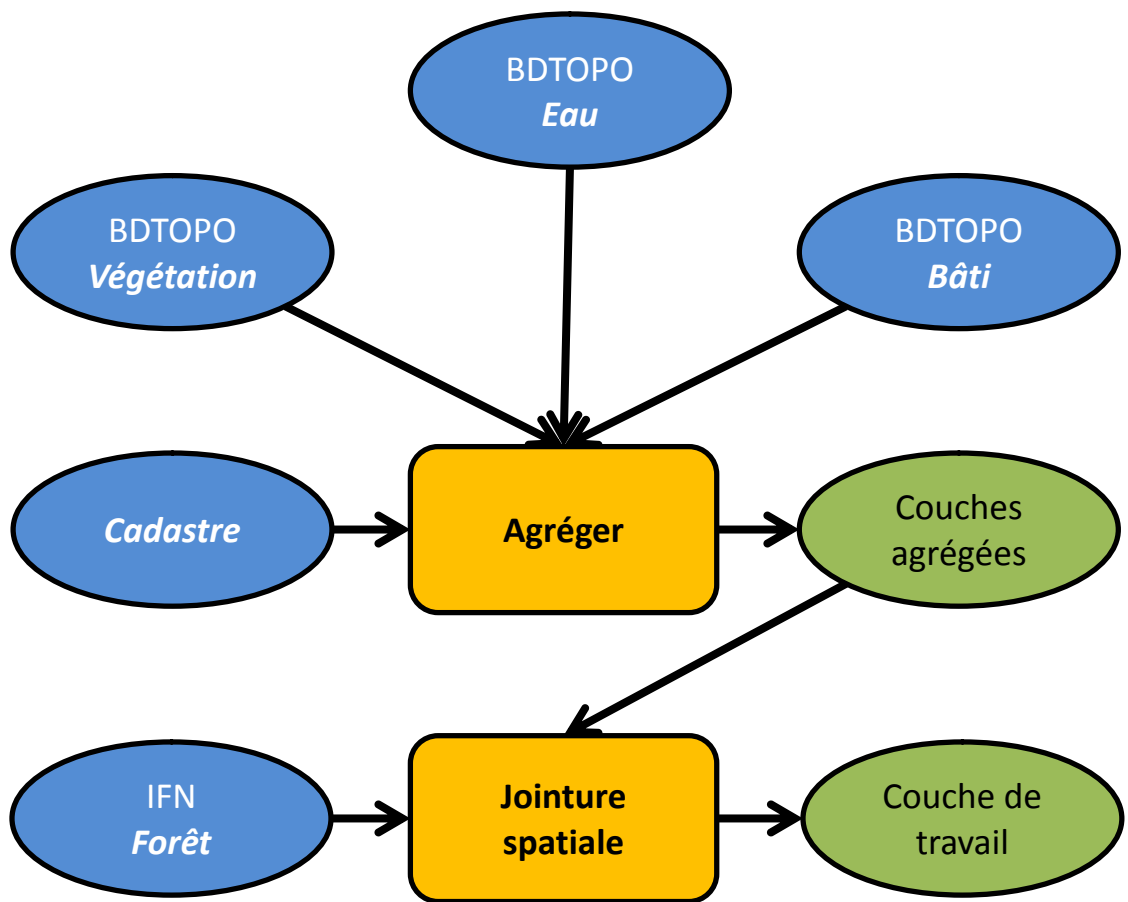 BDTOPO
Eau
BDTOPO
Végétation
BDTOPO
Bâti
Cadastre
Agréger
Couches
agrégées
IFN
Forêt
Jointure
spatiale
Couche de
travail